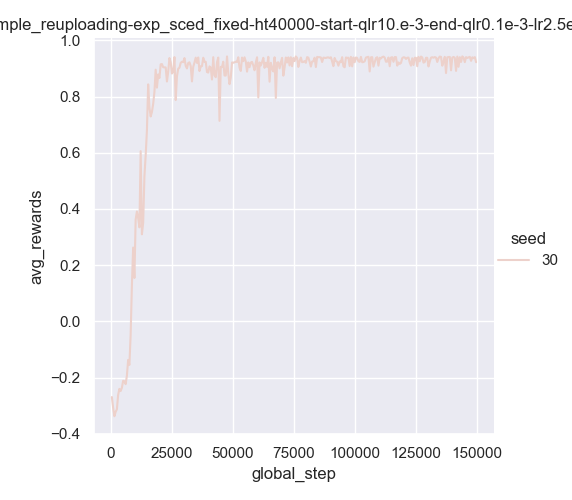 mple_reuploading-exp_sced_fixed-ht40000-start-qlr10.e-3-end-qlr0.1e-3-lr2.5e
1.0
0.8
0.6
0.4
0.2
0.0
−0.2
−0.4
avg_rewards
0 25000 50000 75000 100000 125000 150000
global_step
seed
30